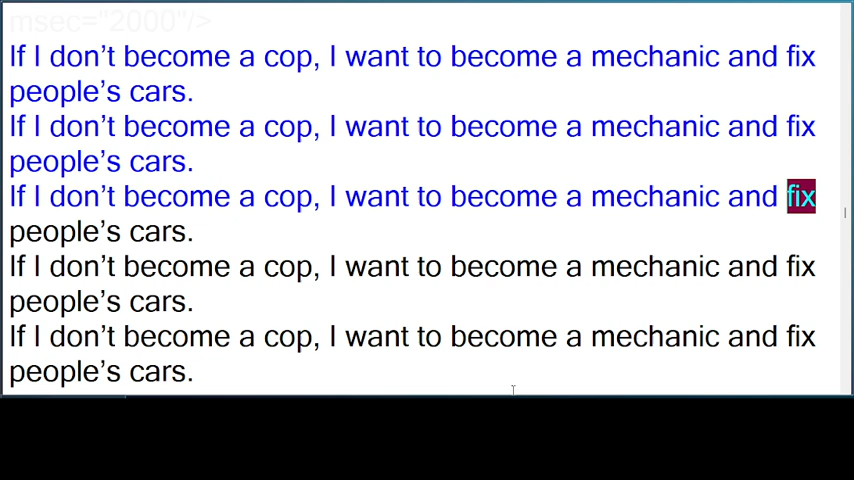 msec="2000"/>
If I don’t become a cop, I want to become a mechanic and fix
people’s cars.
If I don’t become a cop, I want to become a mechanic and fix
people’s cars.
If I don’t become a cop, I want to become a mechanic and fix
people’s cars.
If I don’t become a cop, I want to become a mechanic and fix
people’s cars.
If I don’t become a cop, I want to become a mechanic and fix
people’s cars.